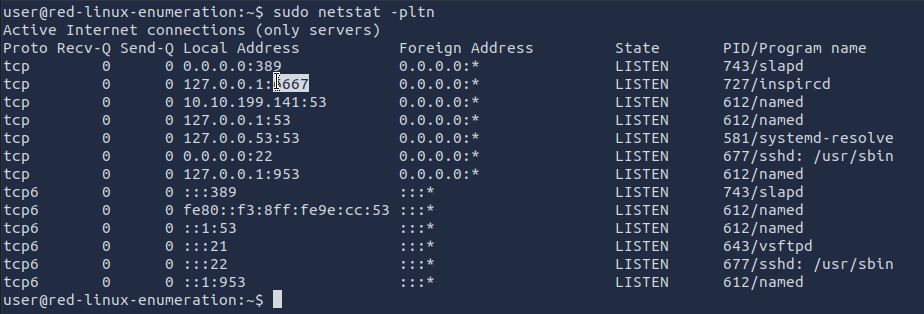 user@red-linux-enumeration:~$ sudo netstat -pltn
Active Internet connections (only servers)
Proto Recv-Q Send-Q Local Address           Foreign Address         State       PID/Program name
tcp        0      0 0.0.0.0:389             0.0.0.0:*               LISTEN      743/slapd
tcp        0      0 127.0.0.1:6667          0.0.0.0:*               LISTEN      727/inspircd
tcp        0      0 10.10.199.141:53        0.0.0.0:*               LISTEN      612/named
tcp        0      0 127.0.0.1:53            0.0.0.0:*               LISTEN      612/named
tcp        0      0 127.0.0.53:53           0.0.0.0:*               LISTEN      581/systemd-resolve
tcp        0      0 0.0.0.0:22              0.0.0.0:*               LISTEN      677/sshd: /usr/sbin
tcp        0      0 127.0.0.1:953           0.0.0.0:*               LISTEN      612/named
tcp6       0      0 :::389                  :::*                    LISTEN      743/slapd
tcp6       0      0 fe80::f3:8ff:fe9e:cc:53 :::*                    LISTEN      612/named
tcp6       0      0 ::1:53                  :::*                    LISTEN      612/named
tcp6       0      0 :::21                   :::*                    LISTEN      643/vsftpd
tcp6       0      0 :::22                   :::*                    LISTEN      677/sshd: /usr/sbin
tcp6       0      0 ::1:953                 :::*                    LISTEN      612/named
user@red-linux-enumeration:~$